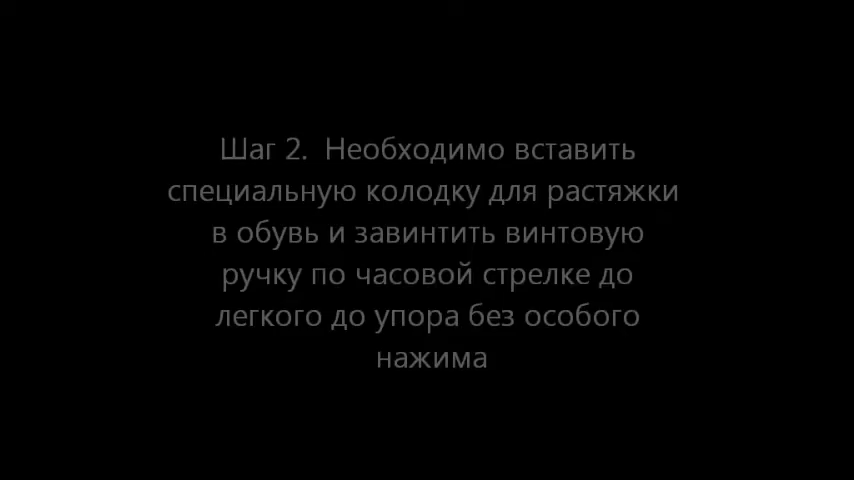 Шаг 2.  Необходимо вставить
специальную колодку для растяжки
в обувь и завинтить винтовую
ручку по часовой стрелке до
легкого до упора без особого
нажима